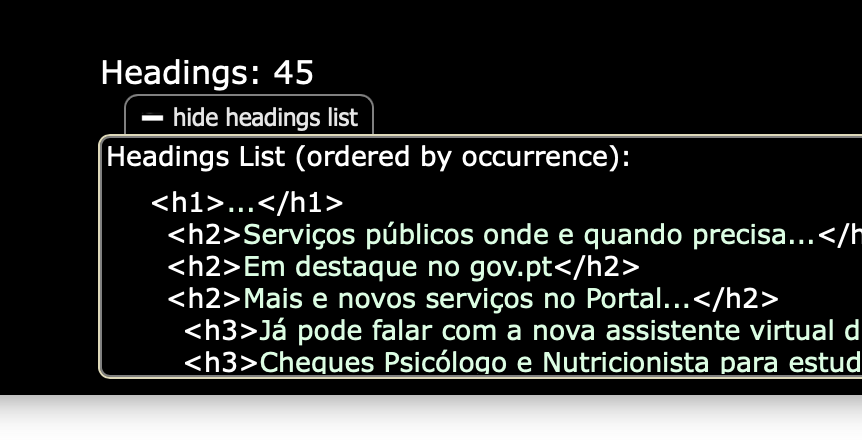 Headings: 45
hide headings list
Headings List (ordered by occurrence):
<h1>...</h1>
<h2>Serviços públicos onde e quando precisa...</h
<h2>Em destaque no gov.pt</h2>
<h2>Mais e novos serviços no Portal...</h2>
<h3>Já pode falar com a nova assistente virtual d
<h3>Cheques Psicólogo e Nutricionista para estud